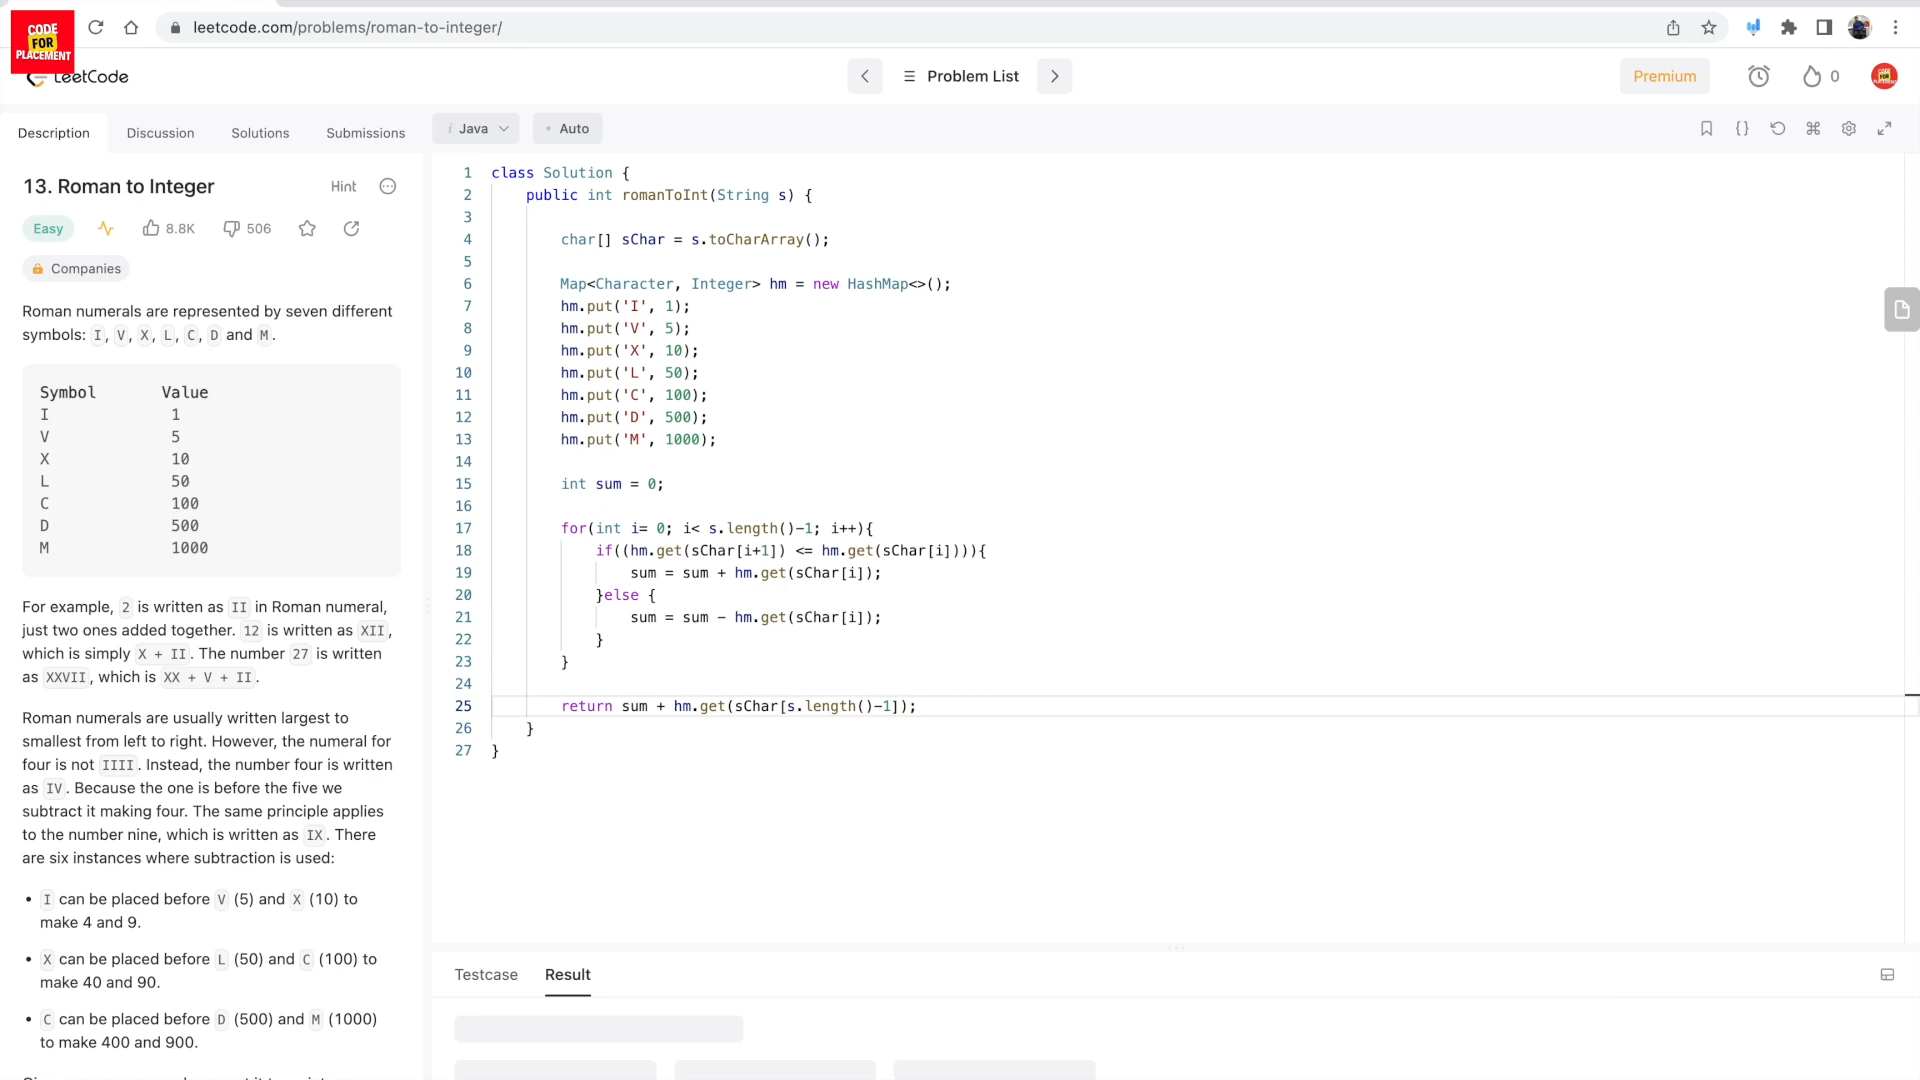 CODE
FOR
PLACEMENT
leetcode.com/problems/roman-to-integer/
LeetCode
Problem List
Premium
0
Description
Discussion
Solutions
Submissions
i Java
Auto
13. Roman to Integer
Hint
Easy
8.8K
506
Companies
Roman numerals are represented by seven different
symbols: I, V, X, L, C, D and M.
Symbol Value
I 1
V 5
X 10
L 50
C 100
D 500
M 1000
For example, 2 is written as II in Roman numeral,
just two ones added together. 12 is written as XII,
which is simply X + II. The number 27 is written
as XXVII, which is XX + V + II.
Roman numerals are usually written largest to
smallest from left to right. However, the numeral for
four is not IIII. Instead, the number four is written
as IV. Because the one is before the five we
subtract it making four. The same principle applies
to the number nine, which is written as IX. There
are six instances where subtraction is used:
• I can be placed before V (5) and X (10) to
make 4 and 9.
• X can be placed before L (50) and C (100) to
make 40 and 90.
• C can be placed before D (500) and M (1000)
to make 400 and 900.
1 class Solution {
2 public int romanToInt(String s) {
3
4 char[] sChar = s.toCharArray();
5
6 Map<Character, Integer> hm = new HashMap<>();
7 hm.put('I', 1);
8 hm.put('V', 5);
9 hm.put('X', 10);
10 hm.put('L', 50);
11 hm.put('C', 100);
12 hm.put('D', 500);
13 hm.put('M', 1000);
14
15 int sum = 0;
16
17 for(int i= 0; i< s.length()-1; i++){
18 if((hm.get(sChar[i+1]) <= hm.get(sChar[i]))){
19 sum = sum + hm.get(sChar[i]);
20 }else {
21 sum = sum - hm.get(sChar[i]);
22 }
23 }
24
25 return sum + hm.get(sChar[s.length()-1]);
26 }
27 }
Testcase
Result